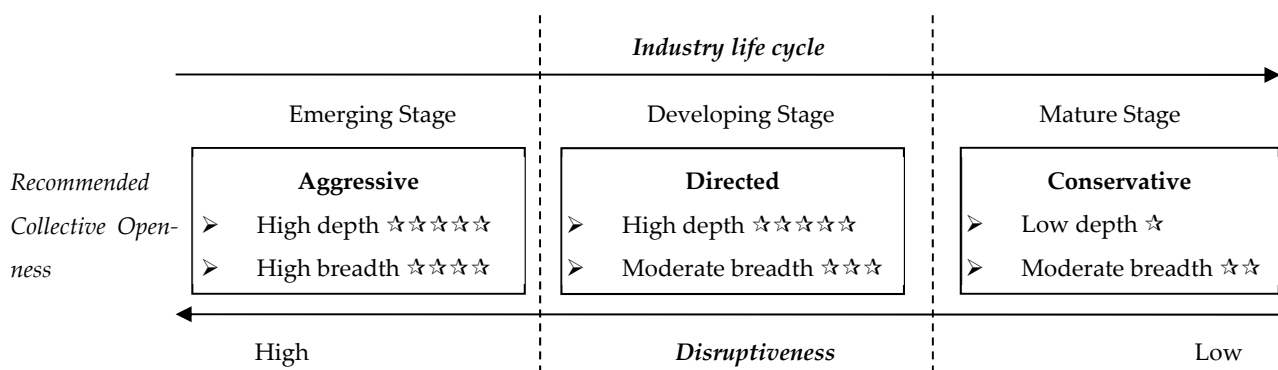 Industry life cycle
Emerging Stage
Developing Stage
Mature Stage
Recommended
Collective Open-
ness
Aggressive
➢ High depth ☆☆☆☆☆
➢ High breadth ☆☆☆☆
Directed
➢ High depth ☆☆☆☆☆
➢ Moderate breadth ☆☆☆
Conservative
➢ Low depth ☆
➢ Moderate breadth ☆☆
High
Disruptiveness
Low